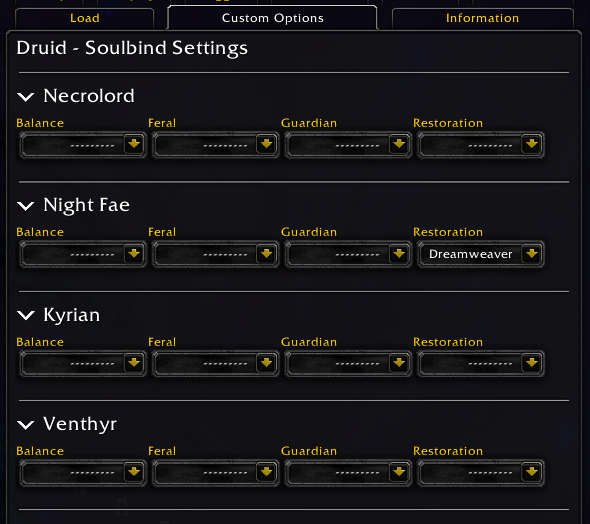 Load Custom Options Information
Druid - Soulbind Settings
Necrolord
Balance Feral Guardian Restoration
--------- --------- --------- ---------
Night Fae
Balance Feral Guardian Restoration
--------- --------- --------- Dreamweaver
Kyrian
Balance Feral Guardian Restoration
--------- --------- --------- ---------
Venthyr
Balance Feral Guardian Restoration
--------- --------- --------- ---------